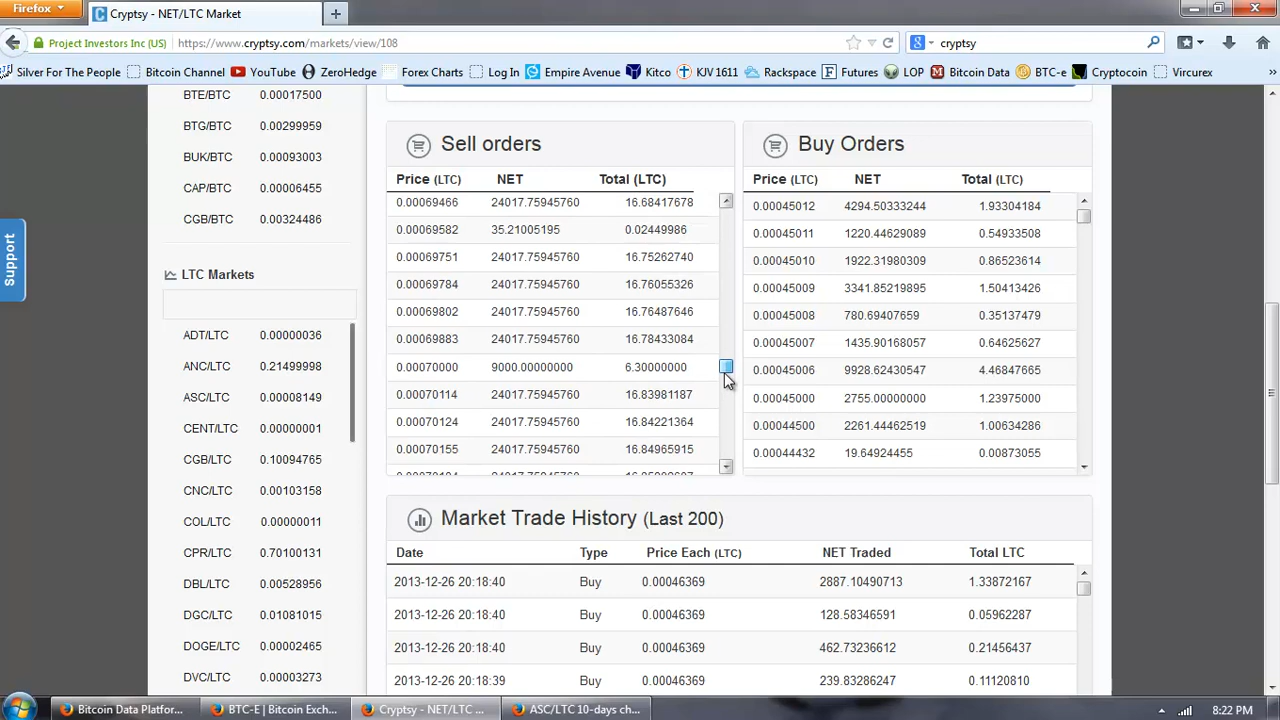 Firefox
Cryptsy - NET/LTC Market
Project Investors Inc (US)
https://www.cryptsy.com/markets/view/108
cryptsy
Silver For The People
Bitcoin Channel
YouTube
ZeroHedge
Forex Charts
Log In
Empire Avenue
Kitco
KJV 1611
Rackspace
Futures
LOP
Bitcoin Data
BTC-e
Cryptocoin
Vircurex
Support
BTE/BTC 0.00017500
BTG/BTC 0.00299959
BUK/BTC 0.00093003
CAP/BTC 0.00006455
CGB/BTC 0.00324486
LTC Markets
ADT/LTC 0.00000036
ANC/LTC 0.21499998
ASC/LTC 0.00008149
CENT/LTC 0.00000001
CGB/LTC 0.10094765
CNC/LTC 0.00103158
COL/LTC 0.00000011
CPR/LTC 0.70100131
DBL/LTC 0.00528956
DGC/LTC 0.01081015
DOGE/LTC 0.00002465
DVC/LTC 0.00003273
Sell orders
Price (LTC) NET Total (LTC)
0.00069466 24017.75945760 16.68417678
0.00069582 35.21005195 0.02449986
0.00069751 24017.75945760 16.75262740
0.00069784 24017.75945760 16.76055326
0.00069802 24017.75945760 16.76487646
0.00069883 24017.75945760 16.78433084
0.00070000 9000.00000000 6.30000000
0.00070114 24017.75945760 16.83981187
0.00070124 24017.75945760 16.84221364
0.00070155 24017.75945760 16.84965915
Buy Orders
Price (LTC) NET Total (LTC)
0.00045012 4294.50333244 1.93304184
0.00045011 1220.44629089 0.54933508
0.00045010 1922.31980309 0.86523614
0.00045009 3341.85219895 1.50413426
0.00045008 780.69407659 0.35137479
0.00045007 1435.90168057 0.64625627
0.00045006 9928.62430547 4.46847665
0.00045000 2755.00000000 1.23975000
0.00044500 2261.44462519 1.00634286
0.00044432 19.64924455 0.00873055
Market Trade History (Last 200)
Date Type Price Each (LTC) NET Traded Total LTC
2013-12-26 20:18:40 Buy 0.00046369 2887.10490713 1.33872167
2013-12-26 20:18:40 Buy 0.00046369 128.58346591 0.05962287
2013-12-26 20:18:40 Buy 0.00046369 462.73236612 0.21456437
2013-12-26 20:18:39 Buy 0.00046369 239.83286247 0.11120810
Bitcoin Data Platfor...
BTC-E | Bitcoin Exch...
Cryptsy - NET/LTC ...
ASC/LTC 10-days ch...
8:22 PM